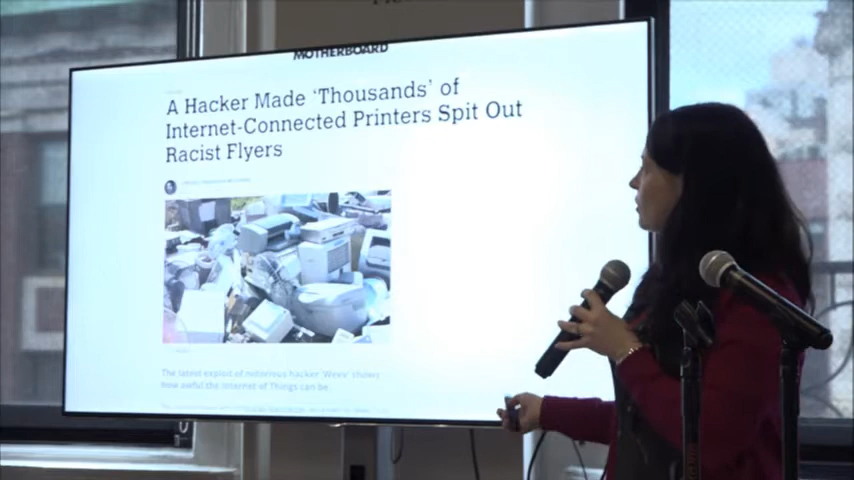 MOTHERBOARD
A Hacker Made ‘Thousands’ of
Internet-Connected Printers Spit Out
Racist Flyers
The latest exploit of notorious hacker 'Weev' shows
how awful the Internet of Things can be.